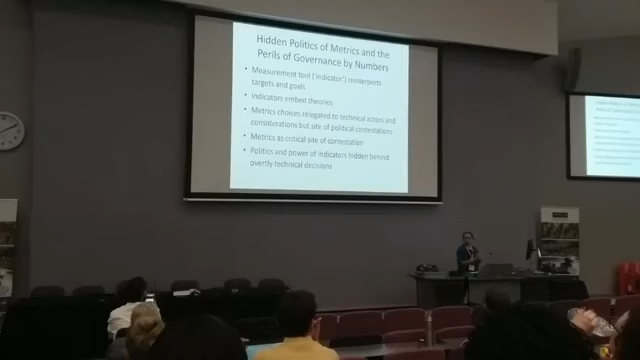 Hidden Politics of Metrics and the
Perils of Governance by Numbers
• Measurement tool ('indicator') reinterprets
targets and goals
• Indicators embed theories
• Metrics choices relegated to technical actors and
considerations but site of political contestations
• Metrics as critical site of contestation
• Politics and power of indicators hidden behind
overtly technical decisions